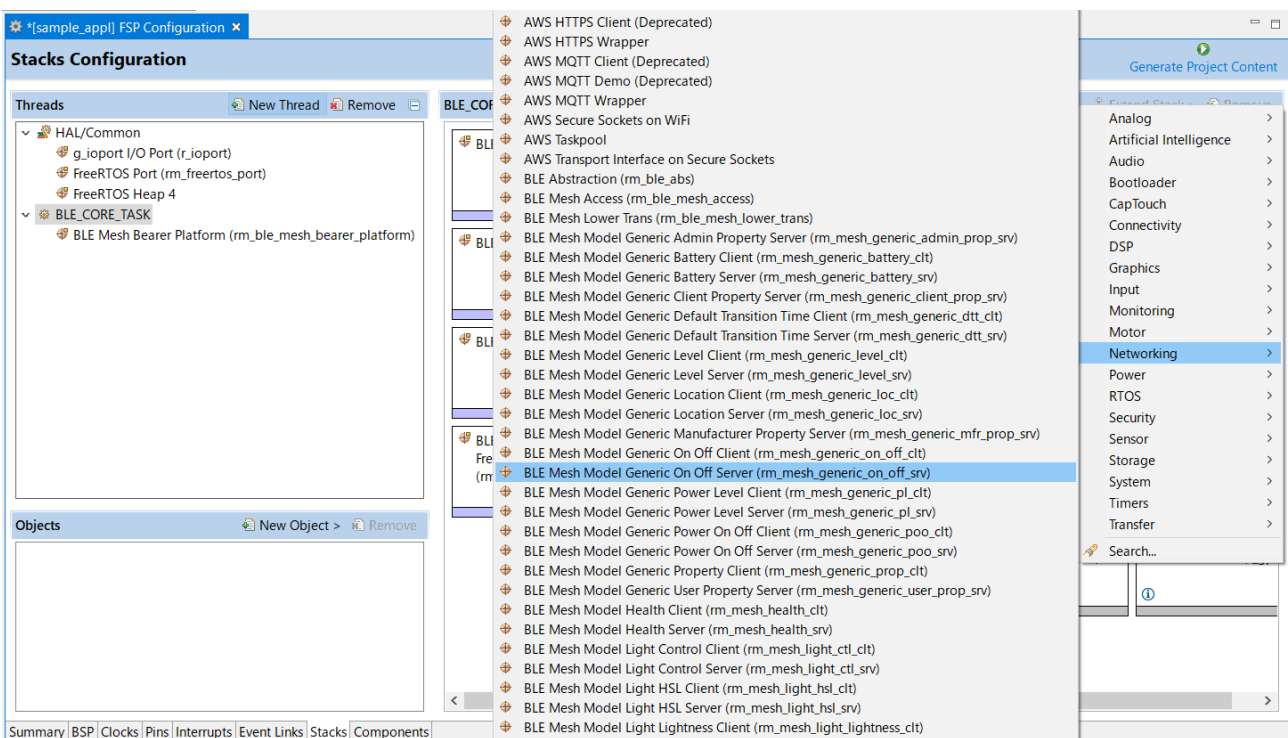 *[sample_appl] FSP Configuration
Stacks Configuration
Generate Project Content
Threads
New Thread
Remove
HAL/Common
g_ioport I/O Port (r_ioport)
FreeRTOS Port (rm_freertos_port)
FreeRTOS Heap 4
BLE_CORE_TASK
BLE Mesh Bearer Platform (rm_ble_mesh_bearer_platform)
Objects
New Object >
Remove
Fre
(rm
AWS HTTPS Client (Deprecated)
AWS HTTPS Wrapper
AWS MQTT Client (Deprecated)
AWS MQTT Demo (Deprecated)
AWS MQTT Wrapper
AWS Secure Sockets on WiFi
AWS Taskpool
AWS Transport Interface on Secure Sockets
BLE Abstraction (rm_ble_abs)
BLE Mesh Access (rm_ble_mesh_access)
BLE Mesh Lower Trans (rm_ble_mesh_lower_trans)
BLE Mesh Model Generic Admin Property Server (rm_mesh_generic_admin_prop_srv)
BLE Mesh Model Generic Battery Client (rm_mesh_generic_battery_clt)
BLE Mesh Model Generic Battery Server (rm_mesh_generic_battery_srv)
BLE Mesh Model Generic Client Property Server (rm_mesh_generic_client_prop_srv)
BLE Mesh Model Generic Default Transition Time Client (rm_mesh_generic_dtt_clt)
BLE Mesh Model Generic Default Transition Time Server (rm_mesh_generic_dtt_srv)
BLE Mesh Model Generic Level Client (rm_mesh_generic_level_clt)
BLE Mesh Model Generic Level Server (rm_mesh_generic_level_srv)
BLE Mesh Model Generic Location Client (rm_mesh_generic_loc_clt)
BLE Mesh Model Generic Location Server (rm_mesh_generic_loc_srv)
BLE Mesh Model Generic Manufacturer Property Server (rm_mesh_generic_mfr_prop_srv)
BLE Mesh Model Generic On Off Client (rm_mesh_generic_on_off_clt)
BLE Mesh Model Generic On Off Server (rm_mesh_generic_on_off_srv)
BLE Mesh Model Generic Power Level Client (rm_mesh_generic_pl_clt)
BLE Mesh Model Generic Power Level Server (rm_mesh_generic_pl_srv)
BLE Mesh Model Generic Power On Off Client (rm_mesh_generic_poo_clt)
BLE Mesh Model Generic Power On Off Server (rm_mesh_generic_poo_srv)
BLE Mesh Model Generic Property Client (rm_mesh_generic_prop_clt)
BLE Mesh Model Generic User Property Server (rm_mesh_generic_user_prop_srv)
BLE Mesh Model Health Client (rm_mesh_health_clt)
BLE Mesh Model Health Server (rm_mesh_health_srv)
BLE Mesh Model Light Control Client (rm_mesh_light_ctl_clt)
BLE Mesh Model Light Control Server (rm_mesh_light_ctl_srv)
BLE Mesh Model Light HSL Client (rm_mesh_light_hsl_clt)
BLE Mesh Model Light HSL Server (rm_mesh_light_hsl_srv)
BLE Mesh Model Light Lightness Client (rm_mesh_light_lightness_clt)
Analog
Artificial Intelligence
Audio
Bootloader
CapTouch
Connectivity
DSP
Graphics
Input
Monitoring
Motor
Networking
Power
RTOS
Security
Sensor
Storage
System
Timers
Transfer
Search...
Summary BSP Clocks Pins Interrupts Event Links Stacks Components